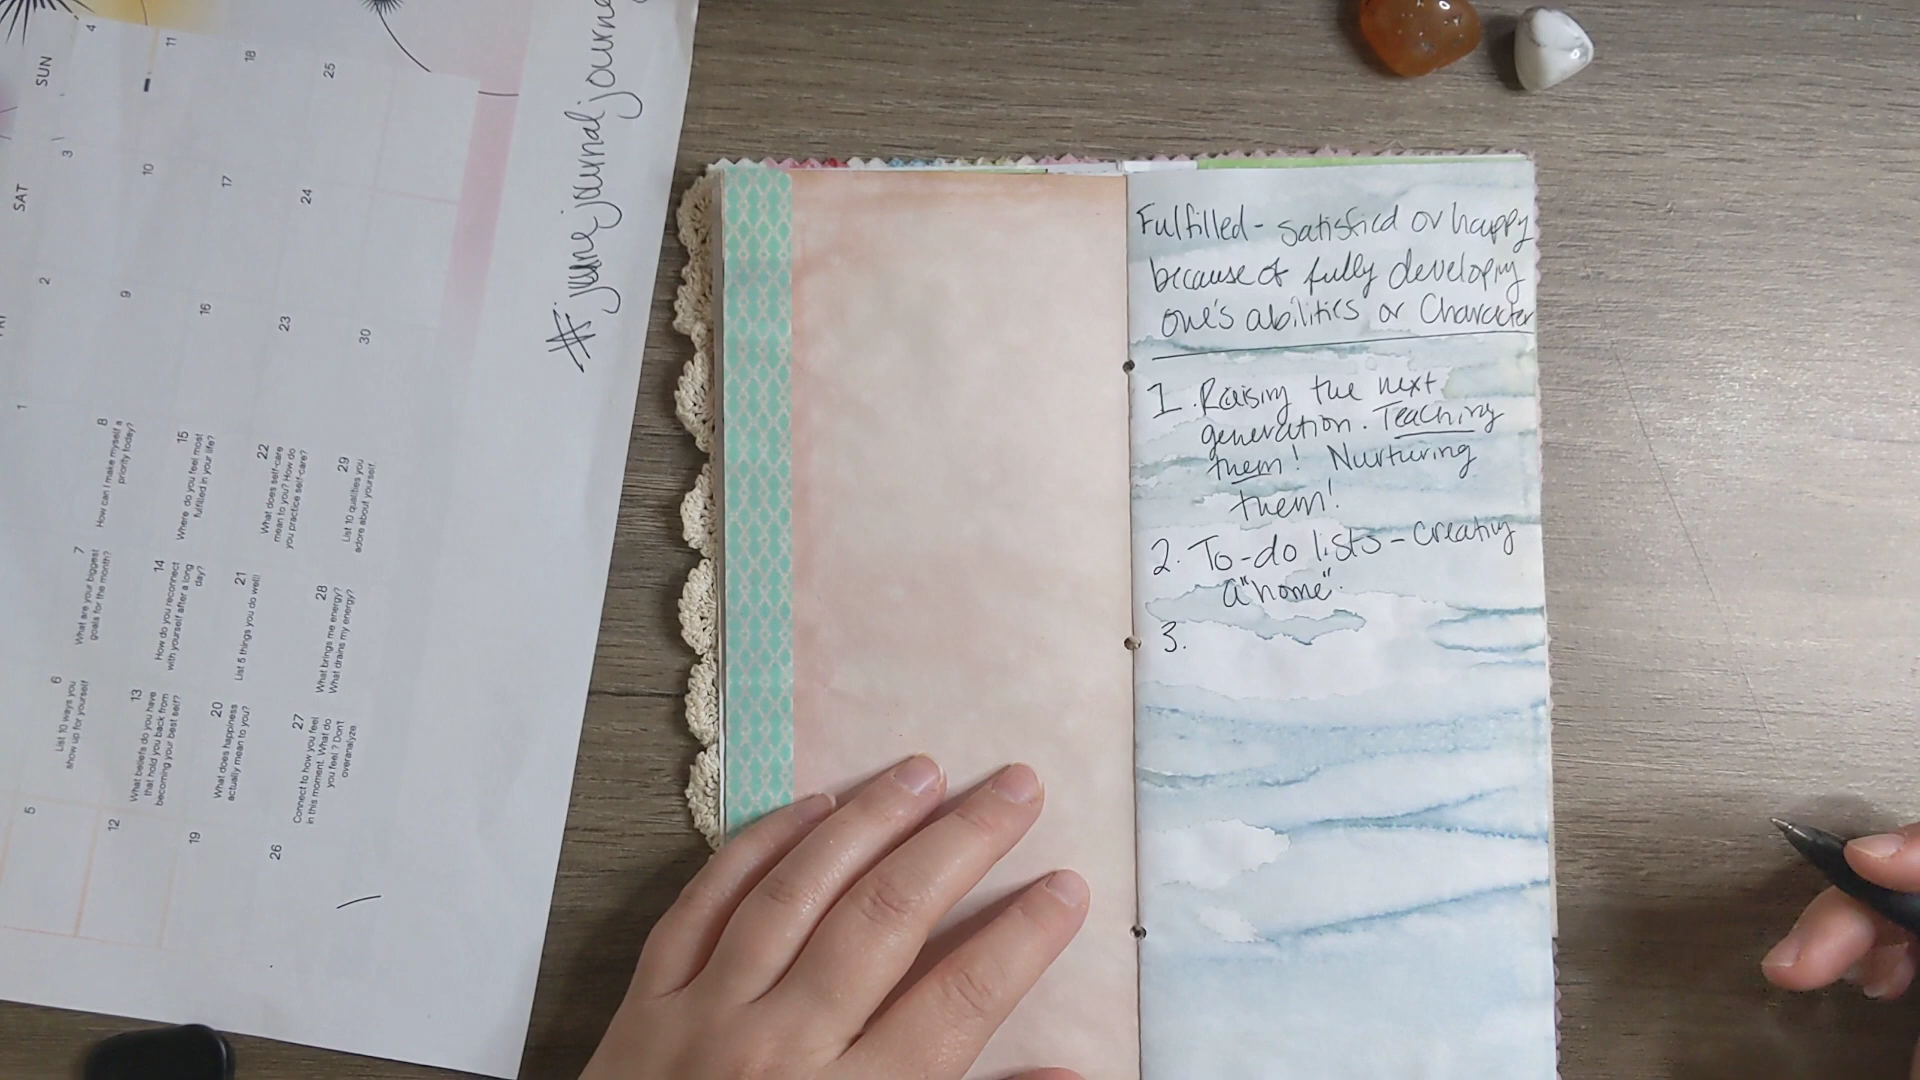 Fulfilled - satisfied or happy
because of fully developing
one's abilities or Character
1. Raising the next
generation. Teaching
them! Nurturing
them!
2. To-do lists - creating
a "home".
3.
#junejournaljourney
SAT
SUN
1
2
3
4
5
6
List 10 ways you
show up for yourself
7
What are your biggest
goals for the month?
8
How can I make myself a
priority today?
9
10
11
12
13
What beliefs do you have
that hold you back from
becoming your best self?
14
How do you reconnect
with yourself after a long
day?
15
Where do you feel most
fulfilled in your life?
16
17
18
19
20
What does happiness
actually mean to you?
21
List 5 things you do well!
22
What does self-care
mean to you? How do
you practice self-care?
23
24
25
26
27
Connect to how you feel
in this moment. What do
you feel? Don't
overanalyze
28
What brings me energy?
What drains my energy?
29
List 10 qualities you
adore about yourself.
30